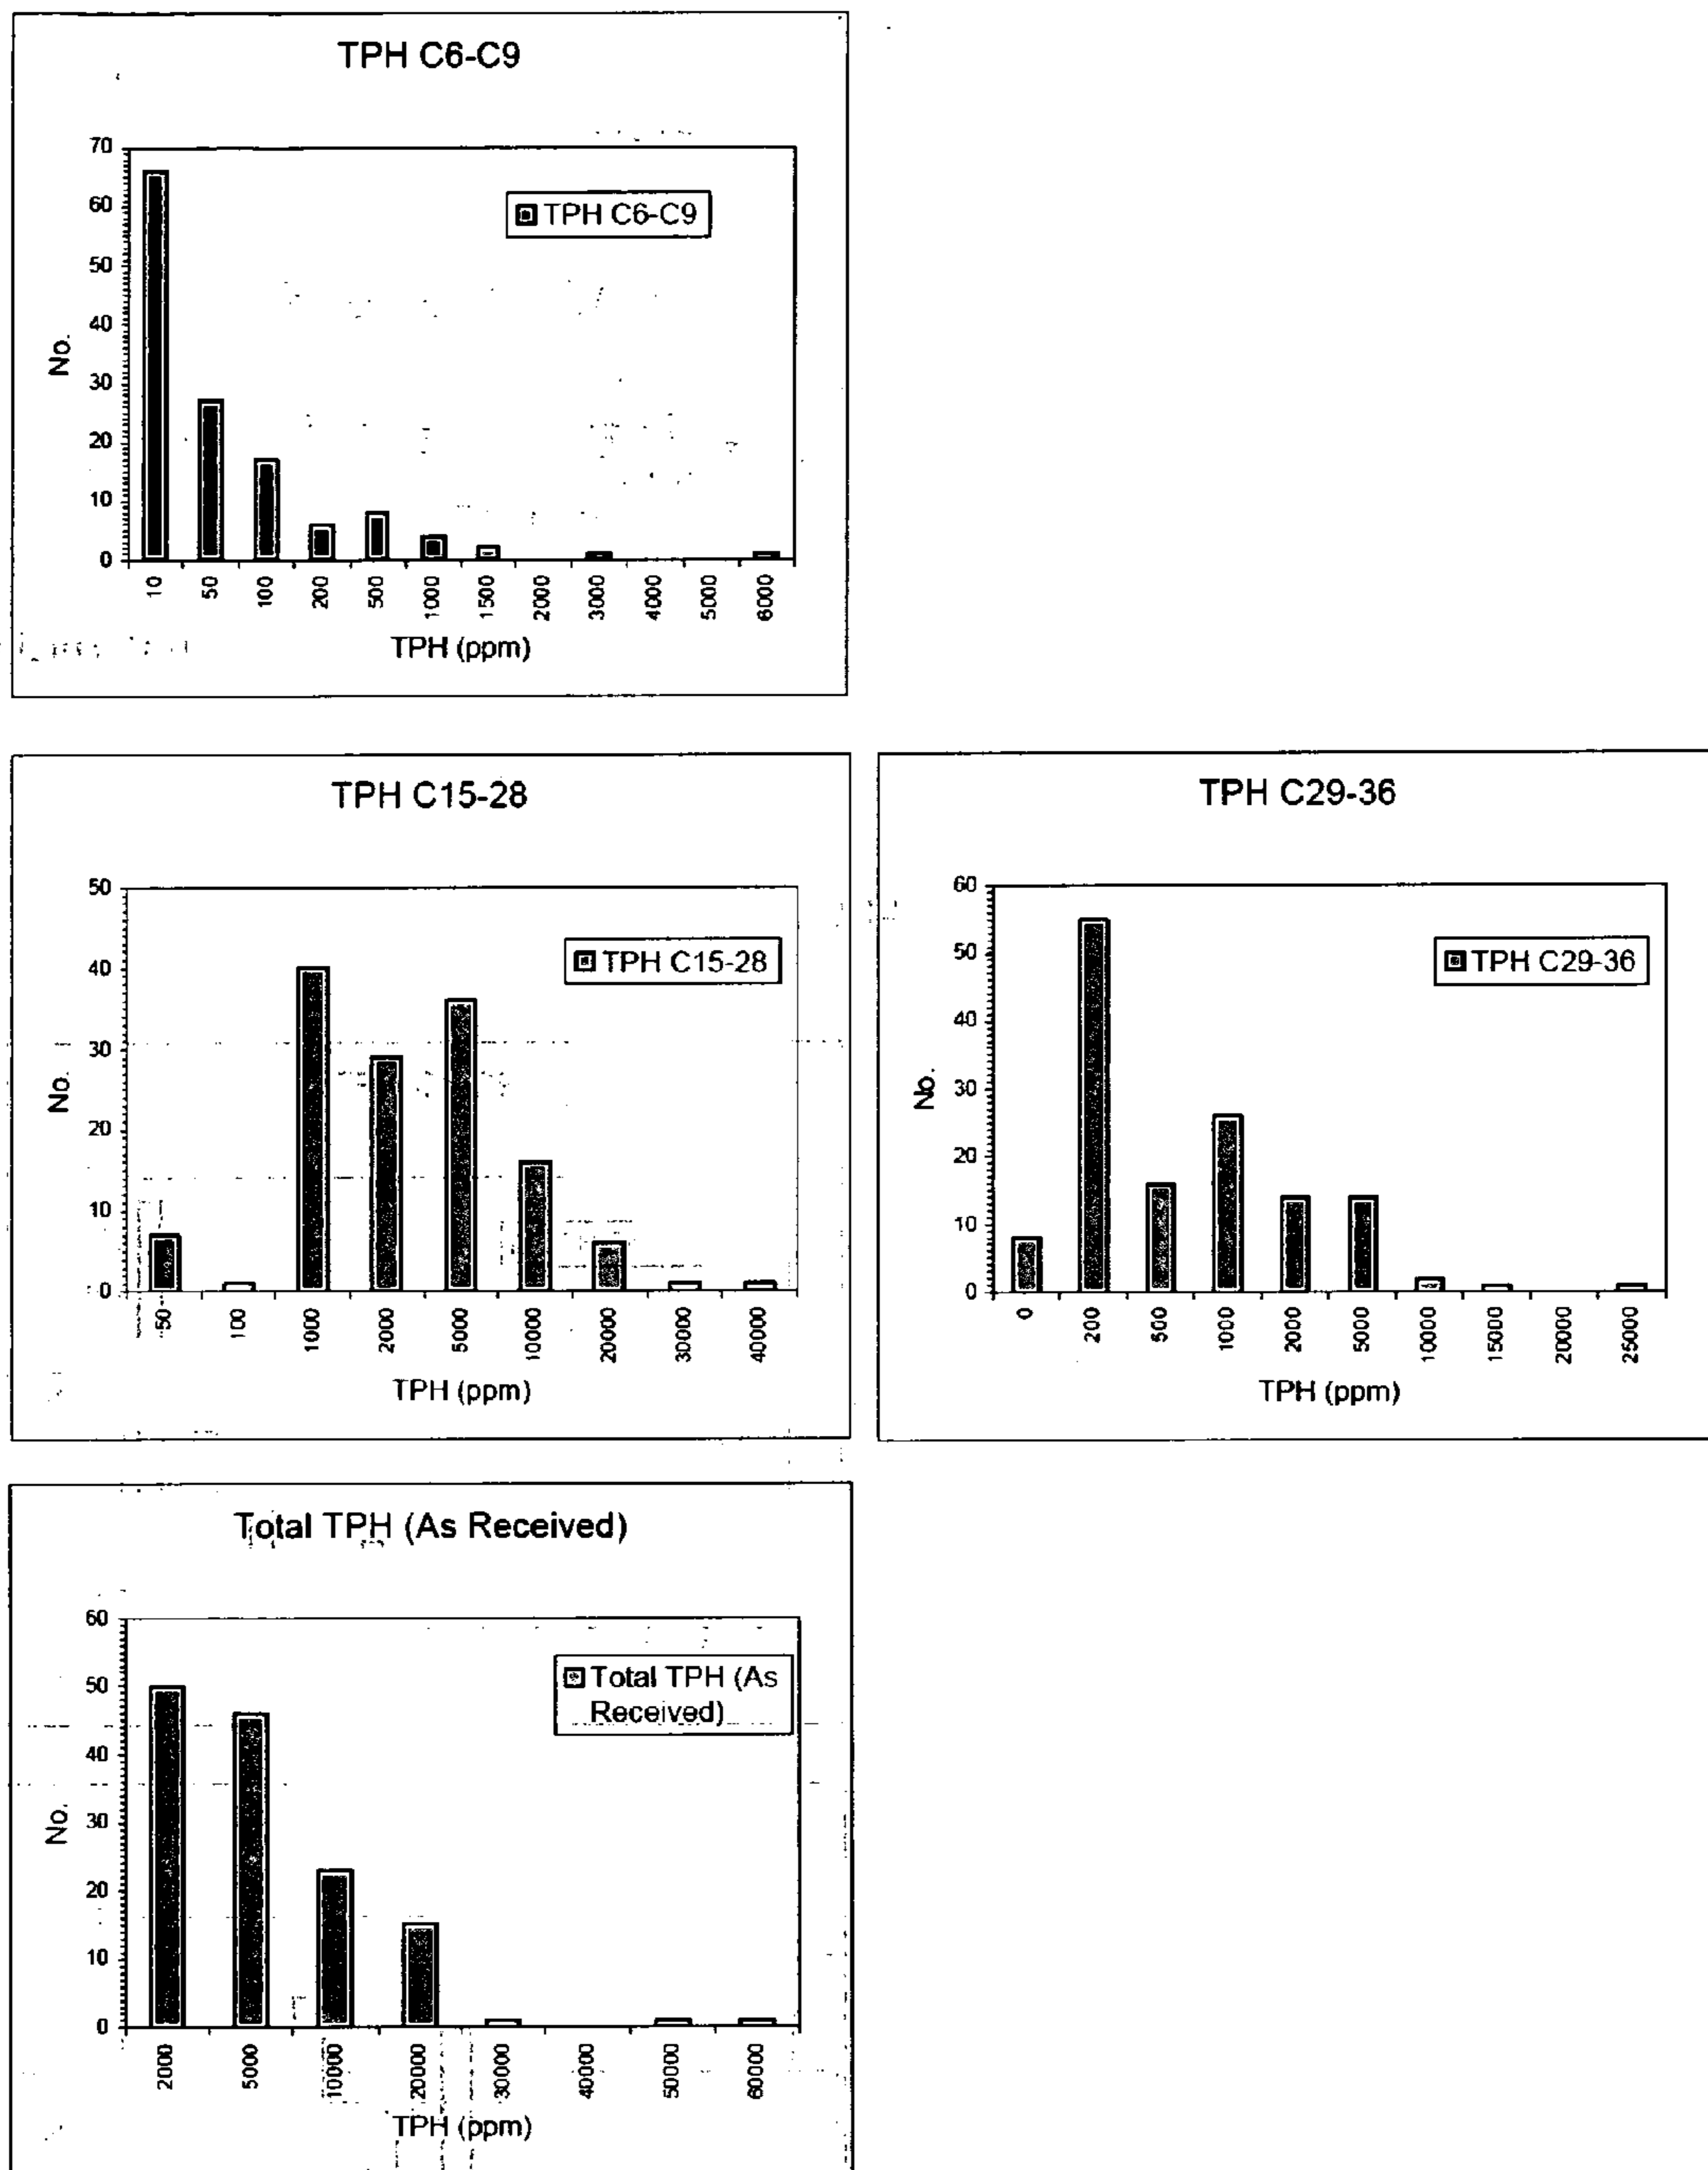 TPH C6-C9
70
60
50
40
30
20
10
0
No.
TPH C6-C9
10 50 100 200 500 1000 1500 2000 3000 4000 5000 6000
TPH (ppm)
TPH C15-28
50
40
30
20
10
0
No.
TPH C15-28
50 100 1000 2000 5000 10000 20000 30000 40000
TPH (ppm)
TPH C29-36
60
50
40
30
20
10
0
No.
TPH C29-36
0 200 500 1000 2000 5000 10000 15000 20000 25000
TPH (ppm)
Total TPH (As Received)
60
50
40
30
20
10
0
No.
Total TPH (As
Received)
2000 5000 10000 20000 30000 40000 50000 60000
TPH (ppm)